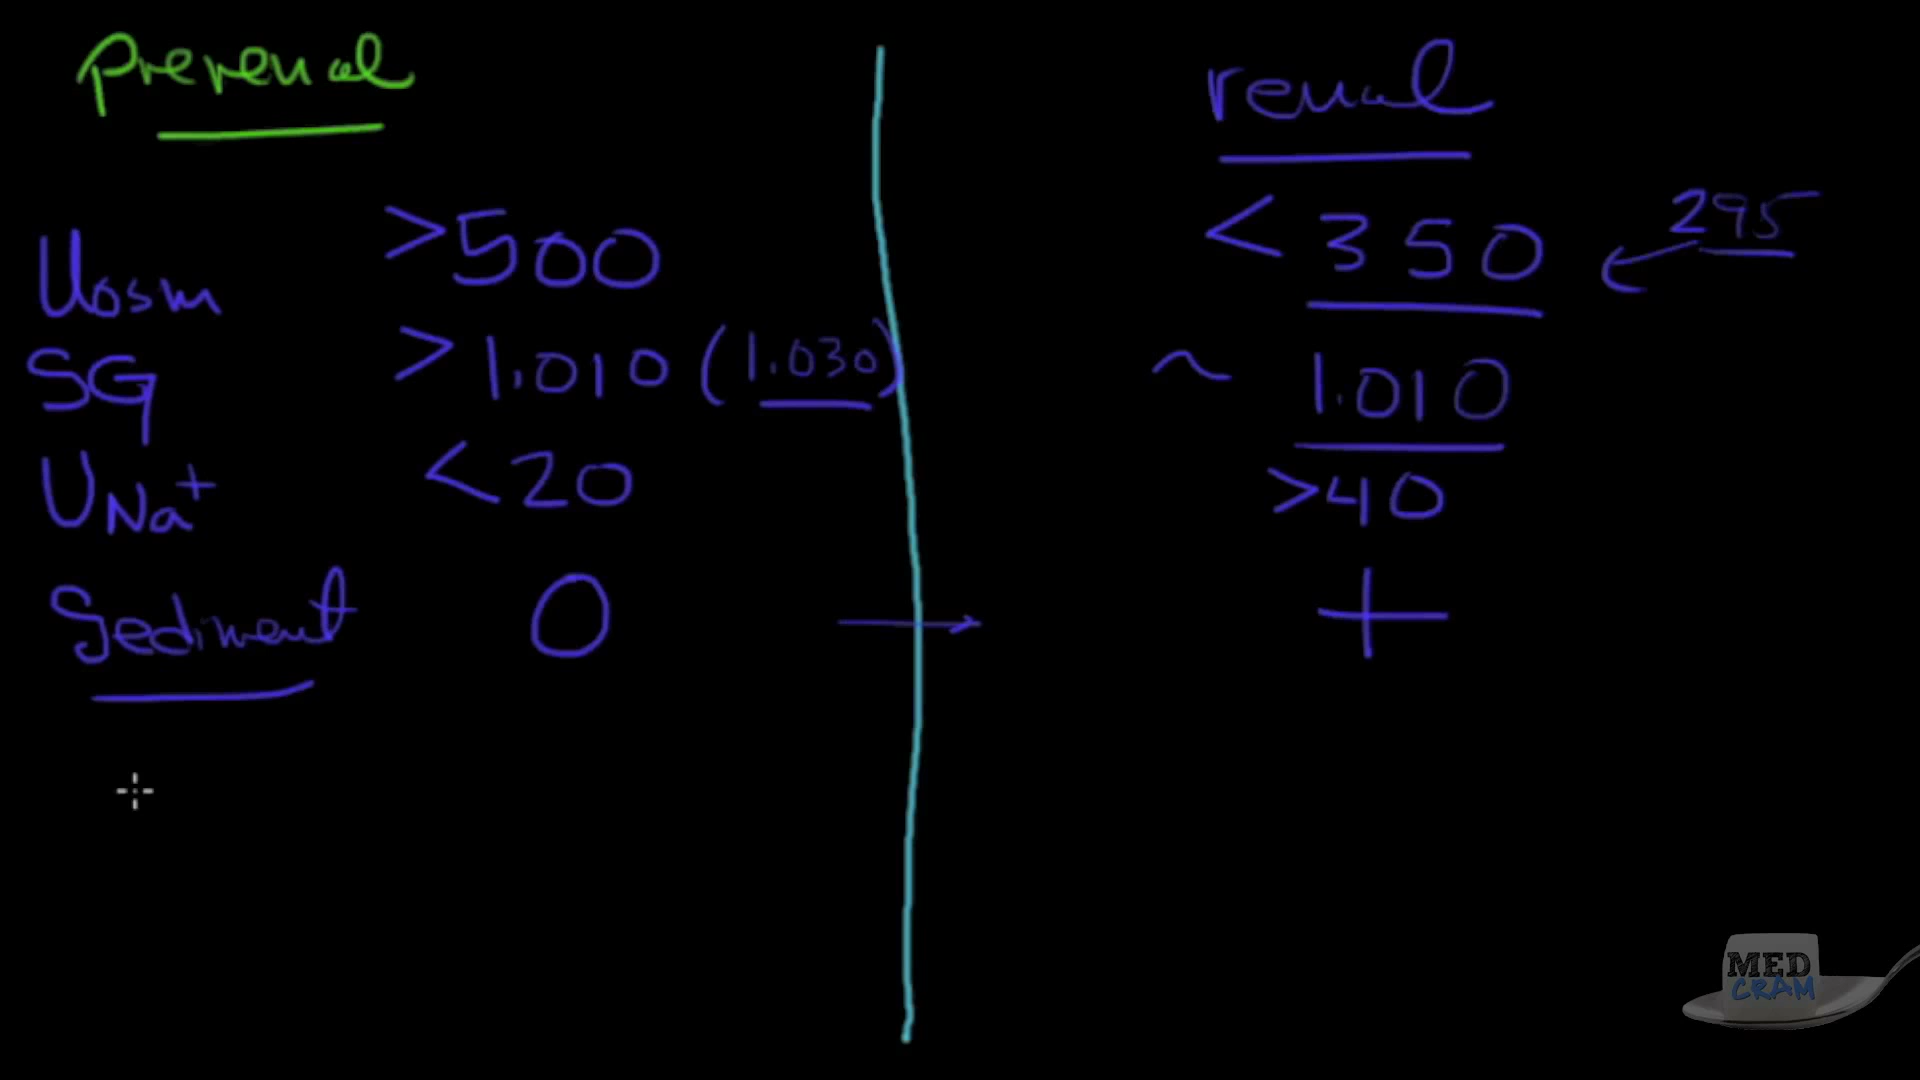 prerenal renal
Uosm >500 <350 295
SG >1.010 (1.030) ~ 1.010
UNa+ <20 >40
Sediment 0 +
MED
CRAM